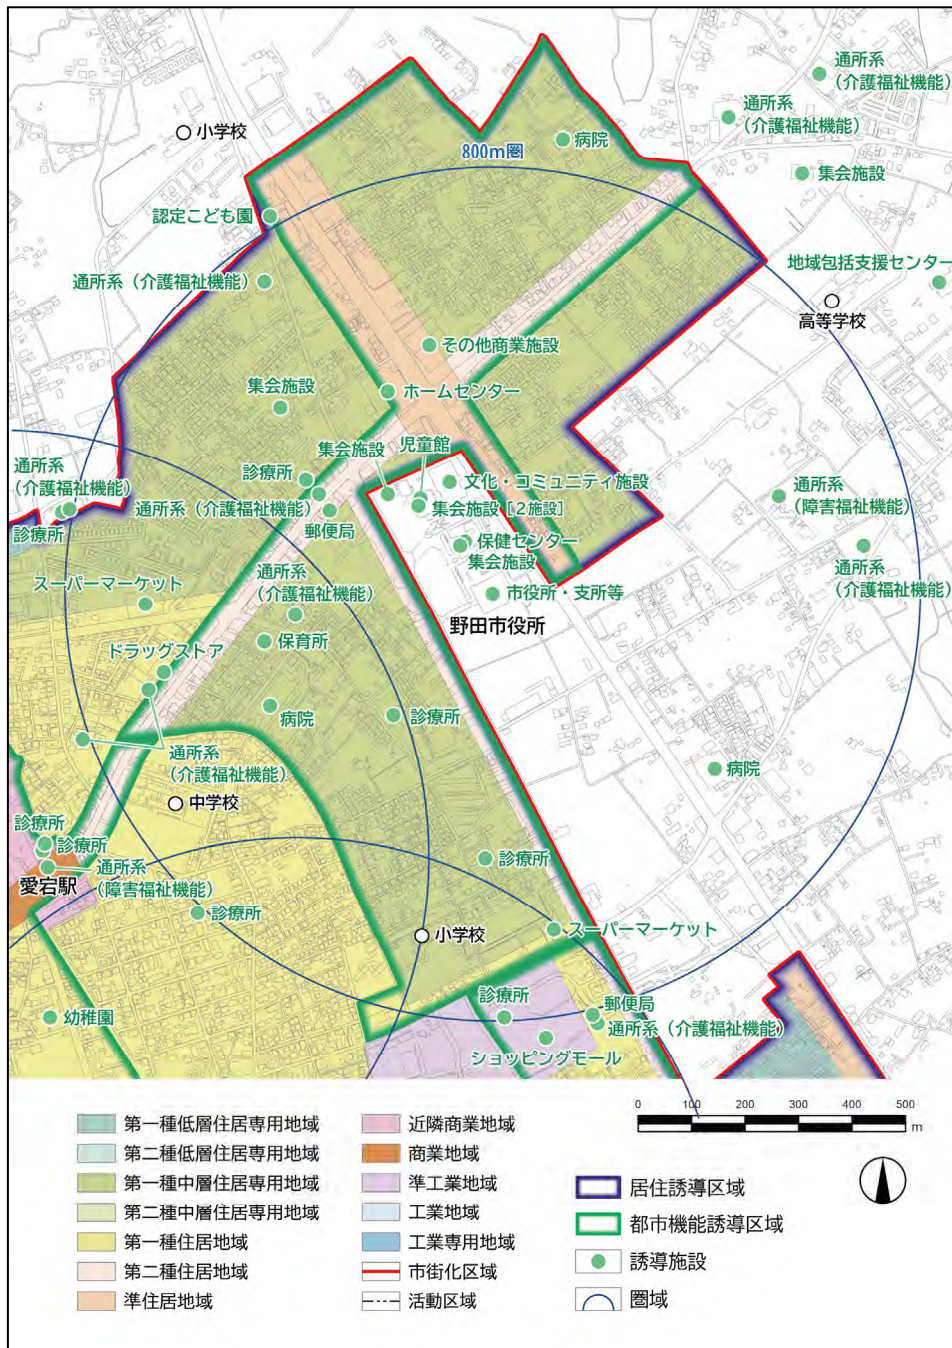 通所系
(介護福祉機能)
通所系
(介護福祉機能)
小学校
病院
800m圏
集会施設
認定こども園
地域包括支援センター
通所系（介護福祉機能）
高等学校
その他商業施設
ホームセンター
集会施設
集会施設
児童館
通所系
(介護福祉機能)
診療所
診療所
文化・コミュニティ施設
通所系（介護福祉機能）
集会施設［2施設］
郵便局
通所系
(障害福祉機能)
保健センター
集会施設
通所系
(介護福祉機能)
通所系
(介護福祉機能)
スーパーマーケット
市役所・支所等
野田市役所
保育所
ドラッグストア
病院
診療所
通所系
(介護福祉機能)
病院
中学校
診療所
診療所
通所系
(障害福祉機能)
愛宕駅
診療所
診療所
小学校
スーパーマーケット
幼稚園
診療所
郵便局
通所系（介護福祉機能）
ショッピングモール
第一種低層住居専用地域
第二種低層住居専用地域
第一種中層住居専用地域
第二種中層住居専用地域
第一種住居地域
第二種住居地域
準住居地域
近隣商業地域
商業地域
準工業地域
工業地域
工業専用地域
市街化区域
活動区域
0 100 200 300 400 500
m
居住誘導区域
都市機能誘導区域
誘導施設
圏域